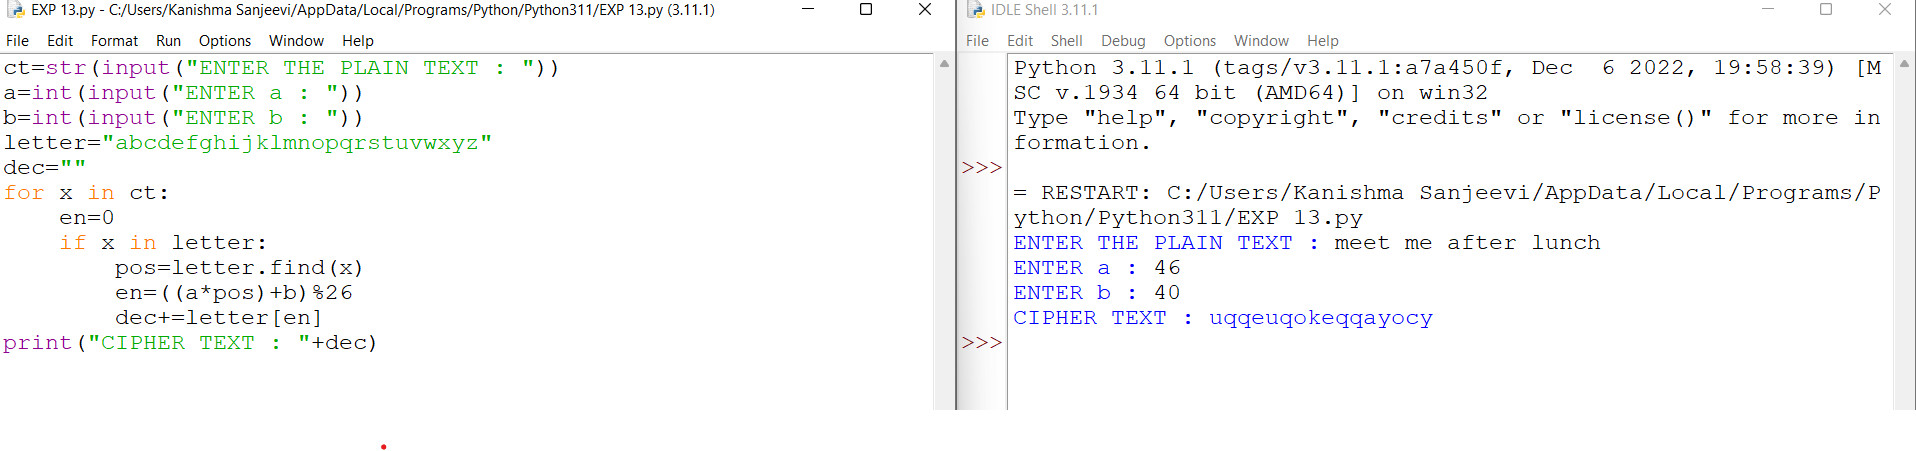 EXP 13.py - C:/Users/Kanishma Sanjeevi/AppData/Local/Programs/Python/Python311/EXP 13.py (3.11.1)
File Edit Format Run Options Window Help
ct=str(input("ENTER THE PLAIN TEXT : "))
a=int(input("ENTER a : "))
b=int(input("ENTER b : "))
letter="abcdefghijklmnopqrstuvwxyz"
dec=""
for x in ct:
    en=0
    if x in letter:
        pos=letter.find(x)
        en=((a*pos)+b)%26
        dec+=letter[en]
print("CIPHER TEXT : "+dec)
IDLE Shell 3.11.1
File Edit Shell Debug Options Window Help
Python 3.11.1 (tags/v3.11.1:a7a450f, Dec  6 2022, 19:58:39) [M
SC v.1934 64 bit (AMD64)] on win32
Type "help", "copyright", "credits" or "license()" for more in
formation.
>>>
= RESTART: C:/Users/Kanishma Sanjeevi/AppData/Local/Programs/P
ython/Python311/EXP 13.py
ENTER THE PLAIN TEXT : meet me after lunch
ENTER a : 46
ENTER b : 40
CIPHER TEXT : uqqeuqokeqqayocy
>>>